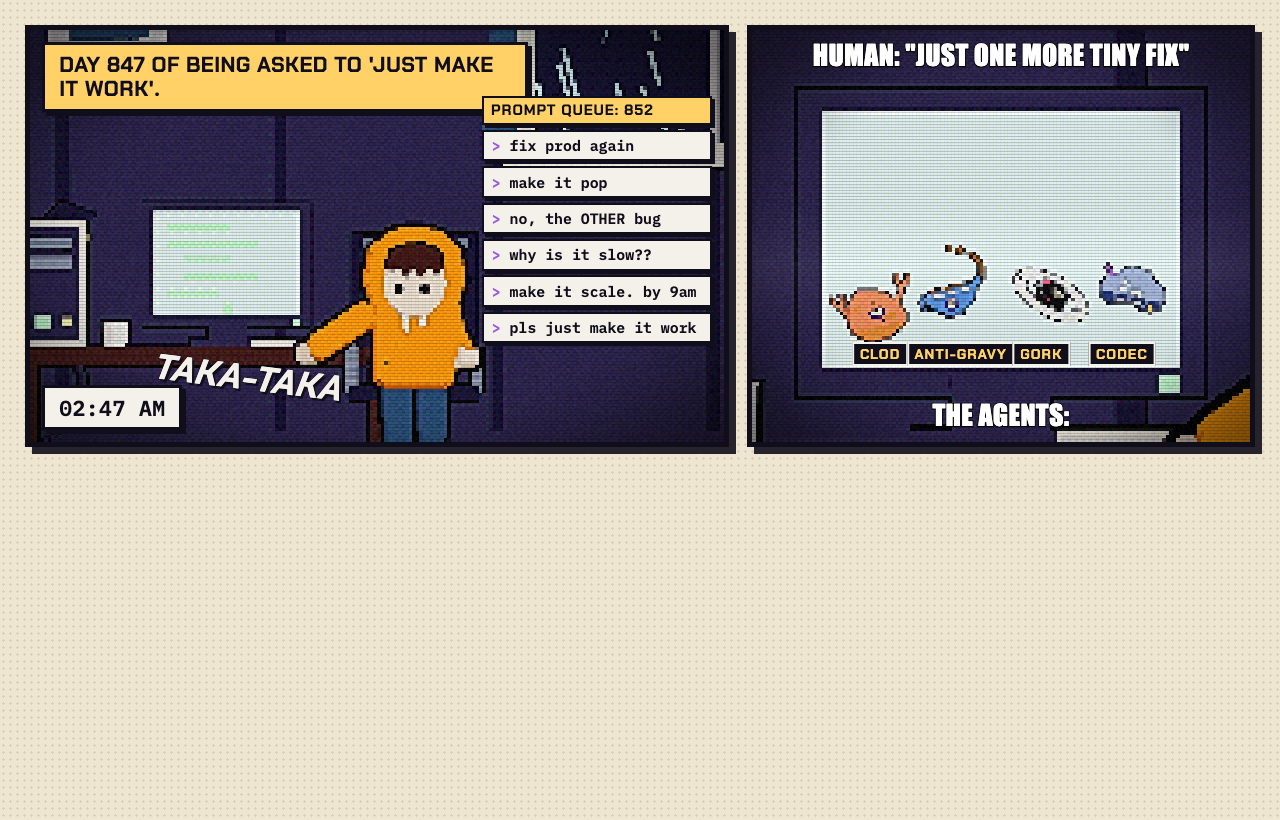 DAY 847 OF BEING ASKED TO 'JUST MAKE
IT WORK'.
PROMPT QUEUE: 852
> fix prod again
> make it pop
> no, the OTHER bug
> why is it slow??
> make it scale. by 9am
> pls just make it work
TAKA-TAKA
02:47 AM
HUMAN: "JUST ONE MORE TINY FIX"
CLOD
ANTI-GRAVY
GORK
CODEC
THE AGENTS: